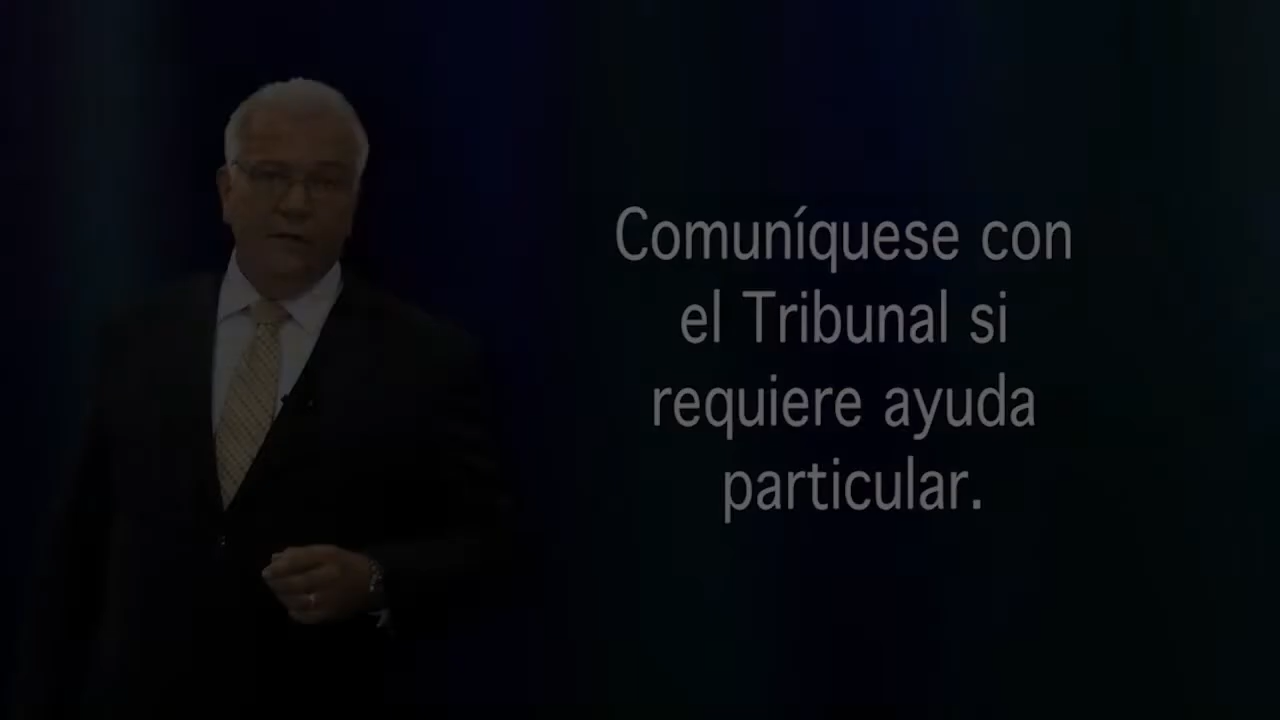 Comuníquese con
el Tribunal si
requiere ayuda
particular.